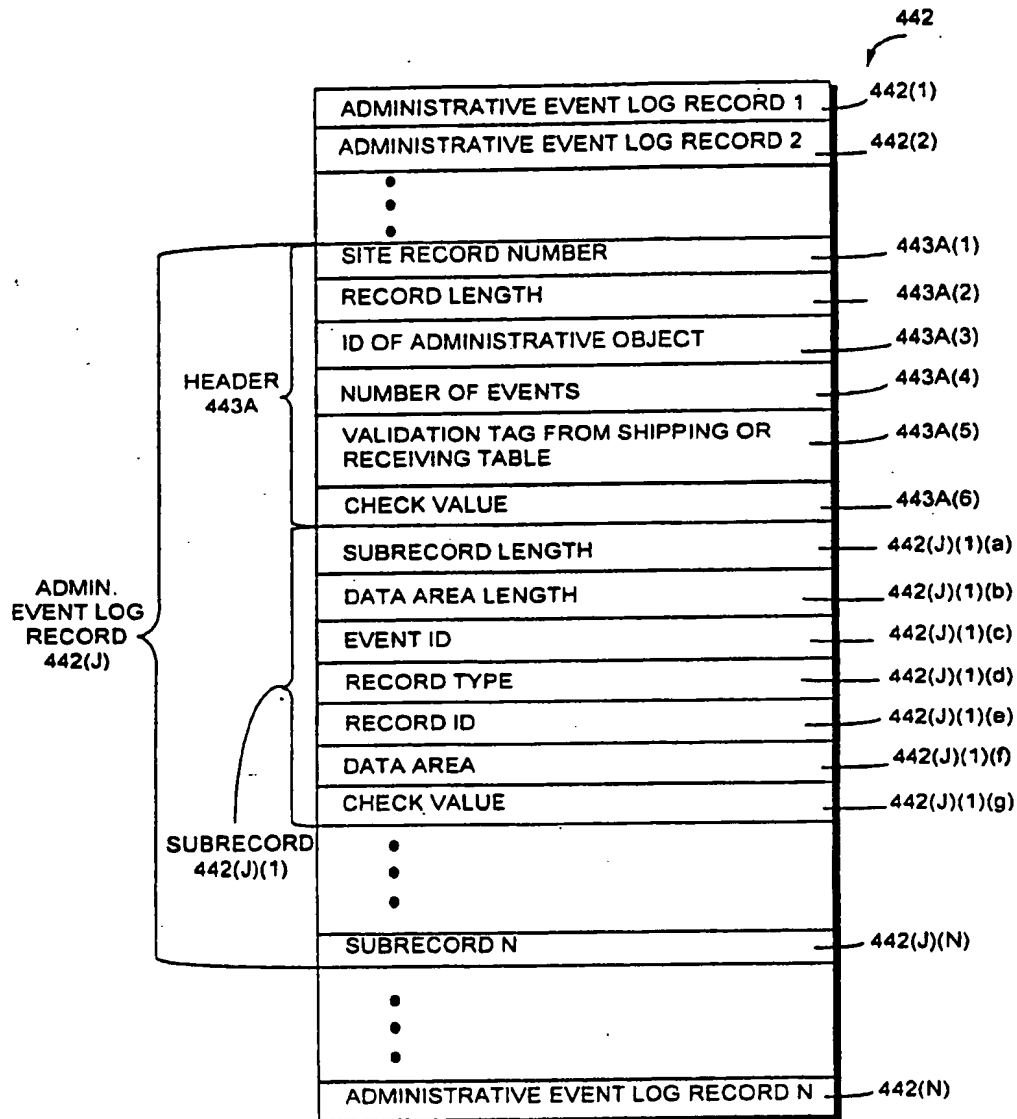 442
ADMINISTRATIVE EVENT LOG RECORD 1
442(1)
ADMINISTRATIVE EVENT LOG RECORD 2
442(2)
SITE RECORD NUMBER
443A(1)
RECORD LENGTH
443A(2)
ID OF ADMINISTRATIVE OBJECT
443A(3)
HEADER
443A
NUMBER OF EVENTS
443A(4)
VALIDATION TAG FROM SHIPPING OR
RECEIVING TABLE
443A(5)
CHECK VALUE
443A(6)
SUBRECORD LENGTH
442(J)(1)(a)
DATA AREA LENGTH
442(J)(1)(b)
ADMIN.
EVENT LOG
RECORD
442(J)
EVENT ID
442(J)(1)(c)
RECORD TYPE
442(J)(1)(d)
RECORD ID
442(J)(1)(e)
DATA AREA
442(J)(1)(f)
CHECK VALUE
442(J)(1)(g)
SUBRECORD
442(J)(1)
SUBRECORD N
442(J)(N)
ADMINISTRATIVE EVENT LOG RECORD N
442(N)